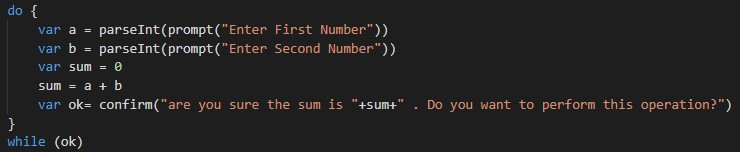 do {
    var a = parseInt(prompt("Enter First Number"))
    var b = parseInt(prompt("Enter Second Number"))
    var sum = 0
    sum = a + b
    var ok= confirm("are you sure the sum is "+sum+" . Do you want to perform this operation?")
}
while (ok)